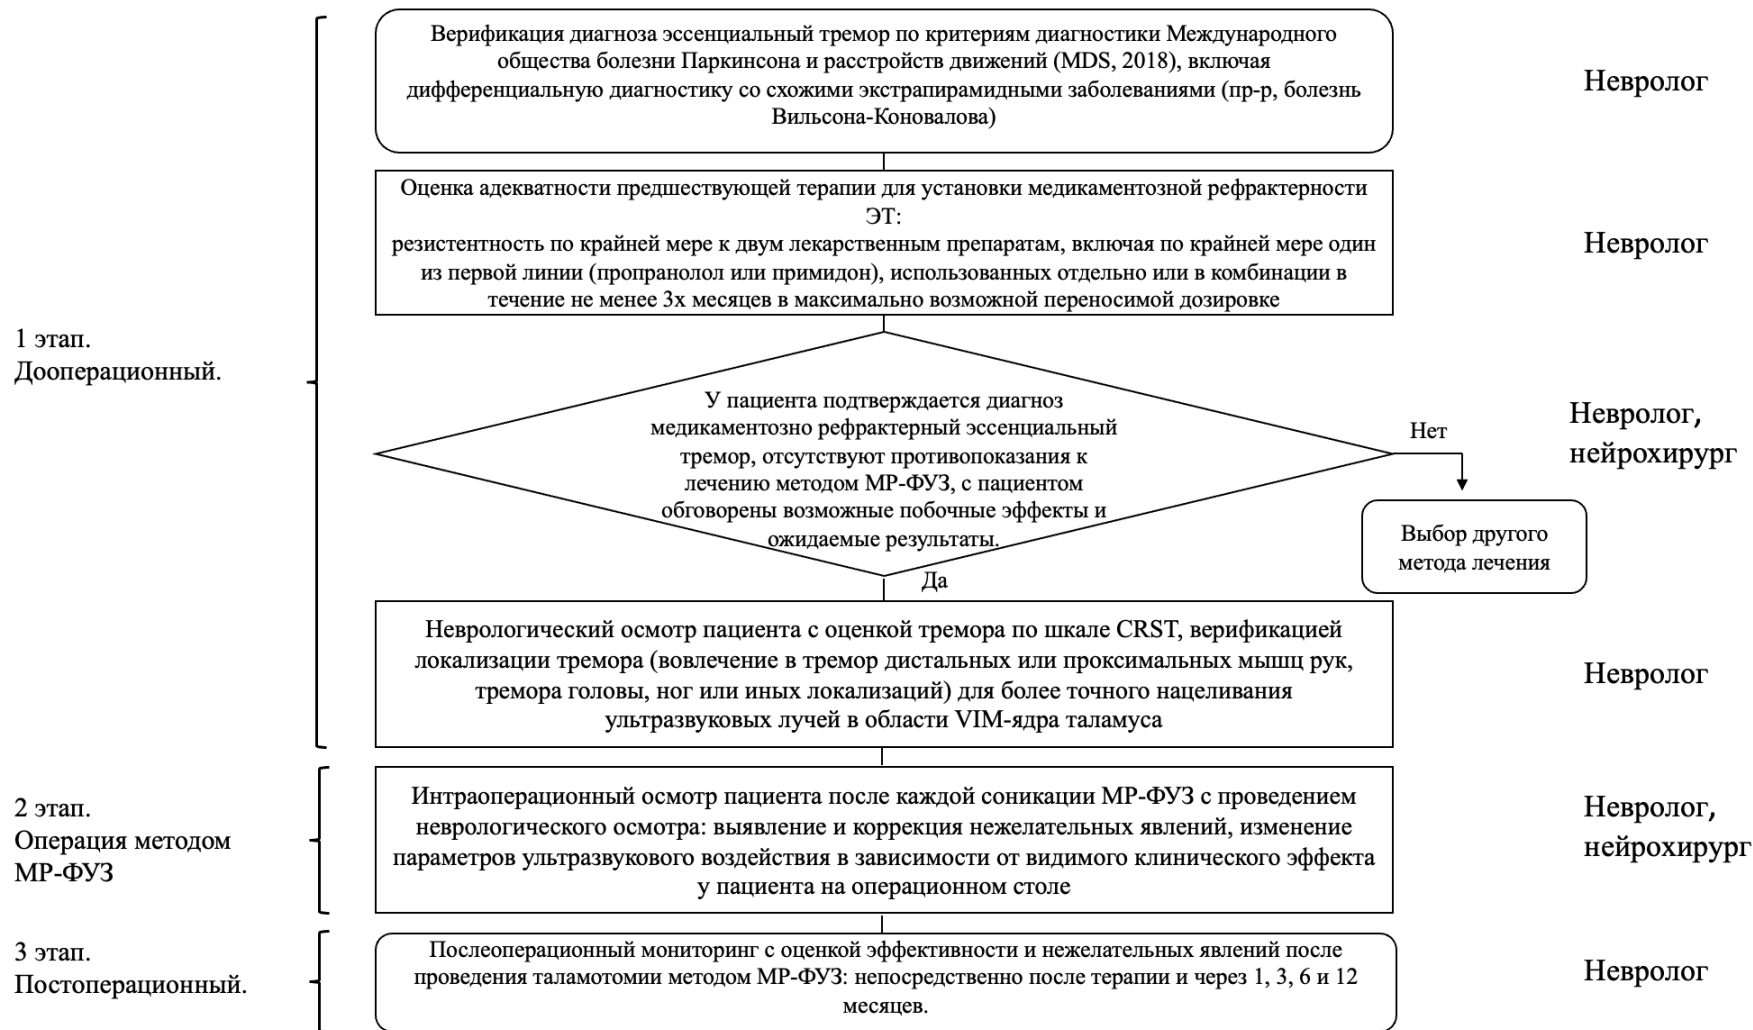 Верификация диагноза эссенциальный тремор по критериям диагностики Международного
общества болезни Паркинсона и расстройств движений (MDS, 2018), включая
дифференциальную диагностику со схожими экстрапирамидными заболеваниями (пр-р, болезнь
Вильсона-Коновалова)
Невролог
Оценка адекватности предшествующей терапии для установки медикаментозной рефрактерности
ЭТ:
резистентность по крайней мере к двум лекарственным препаратам, включая по крайней мере один
из первой линии (пропранолол или примидон), использованных отдельно или в комбинации в
течение не менее 3х месяцев в максимально возможной переносимой дозировке
Невролог
1 этап.
Дооперационный.
У пациента подтверждается диагноз
медикаментозно рефрактерный эссенциальный
тремор, отсутствуют противопоказания к
лечению методом МР-ФУЗ, с пациентом
обговорены возможные побочные эффекты и
ожидаемые результаты.
Нет
Невролог,
нейрохирург
Выбор другого
метода лечения
Да
Неврологический осмотр пациента с оценкой тремора по шкале CRST, верификацией
локализации тремора (вовлечение в тремор дистальных или проксимальных мышц рук,
тремора головы, ног или иных локализаций) для более точного нацеливания
ультразвуковых лучей в области VIM-ядра таламуса
Невролог
2 этап.
Операция методом
МР-ФУЗ
Интраоперационный осмотр пациента после каждой соникации МР-ФУЗ с проведением
неврологического осмотра: выявление и коррекция нежелательных явлений, изменение
параметров ультразвукового воздействия в зависимости от видимого клинического эффекта
у пациента на операционном столе
Невролог,
нейрохирург
3 этап.
Постоперационный.
Послеоперационный мониторинг с оценкой эффективности и нежелательных явлений после
проведения таламотомии методом МР-ФУЗ: непосредственно после терапии и через 1, 3, 6 и 12
месяцев.
Невролог